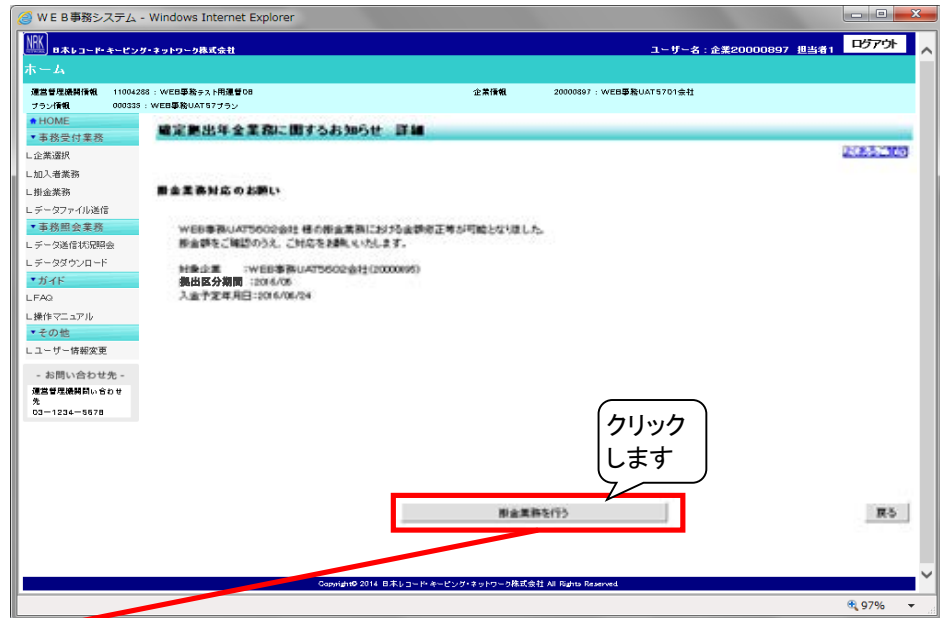 WEB事務システム - Windows Internet Explorer
NRK 日本レコード・キーピング・ネットワーク株式会社
ユーザー名:企業20000897 担当者1 ログアウト
ホーム
運営管理機関情報 11004286 : WEB事務テスト用運管08 企業情報 20000897 : WEB事務UAT5701会社
プラン情報 000335 : WEB事務UAT57プラン
★HOME
▼事務受付業務
L企業選択
L加入者業務
L掛金業務
Lデータファイル送信
▼事務照会業務
Lデータ送信状況照会
Lデータダウンロード
▼ガイド
LFAQ
L操作マニュアル
▼その他
Lユーザー情報変更
- お問い合わせ先 -
運営管理機関問い合わせ
先
03-1234-5678
確定拠出年金業務に関するお知らせ 詳細
よくあるご質問
掛金業務対応のお願い
WEB事務UAT5602会社 様の掛金業務における金額修正等が可能となりました。
掛金額をご確認のうえ、ご対応をお願いいたします。
対象企業 :WEB事務UAT5602会社(20000895)
拠出区分期間 :2016/05
入金予定年月日:2016/06/24
クリック
します
掛金業務を行う
戻る
Copyright© 2014 日本レコード・キーピング・ネットワーク株式会社 All Rights Reserved.
97%